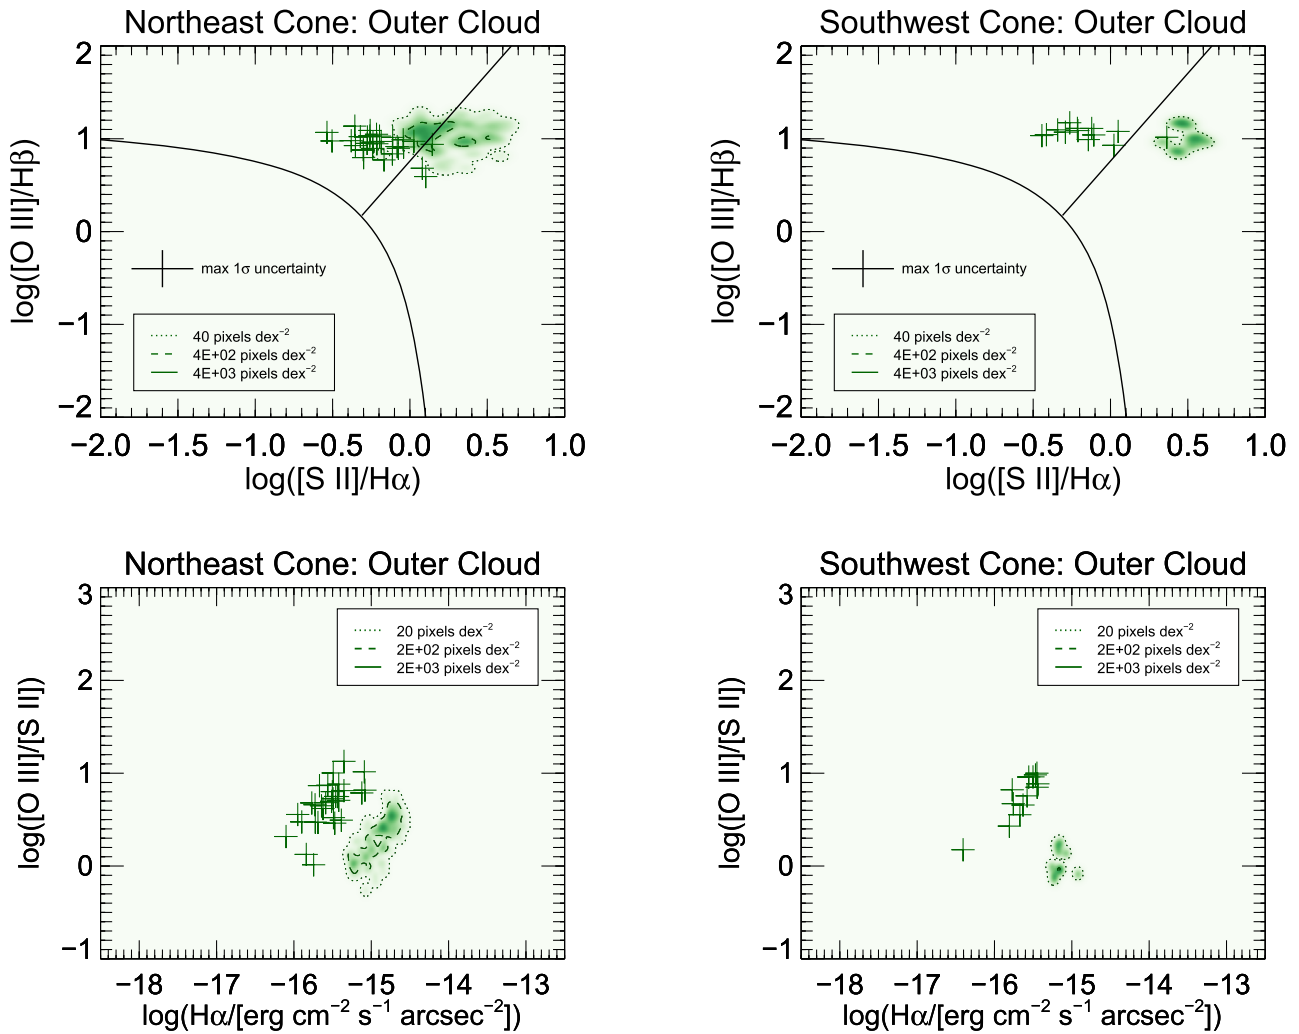 Northeast Cone: Outer Cloud
2
1
0
−1
−2
log([O III]/Hβ)
max 1σ uncertainty
40 pixels dex⁻²
4E+02 pixels dex⁻²
4E+03 pixels dex⁻²
−2.0 −1.5 −1.0 −0.5 0.0 0.5 1.0
log([S II]/Hα)
Southwest Cone: Outer Cloud
2
1
0
−1
−2
log([O III]/Hβ)
max 1σ uncertainty
40 pixels dex⁻²
4E+02 pixels dex⁻²
4E+03 pixels dex⁻²
−2.0 −1.5 −1.0 −0.5 0.0 0.5 1.0
log([S II]/Hα)
Northeast Cone: Outer Cloud
3
2
1
0
−1
log([O III]/[S II])
20 pixels dex⁻²
2E+02 pixels dex⁻²
2E+03 pixels dex⁻²
−18 −17 −16 −15 −14 −13
log(Hα/[erg cm⁻² s⁻¹ arcsec⁻²])
Southwest Cone: Outer Cloud
3
2
1
0
−1
log([O III]/[S II])
20 pixels dex⁻²
2E+02 pixels dex⁻²
2E+03 pixels dex⁻²
−18 −17 −16 −15 −14 −13
log(Hα/[erg cm⁻² s⁻¹ arcsec⁻²])